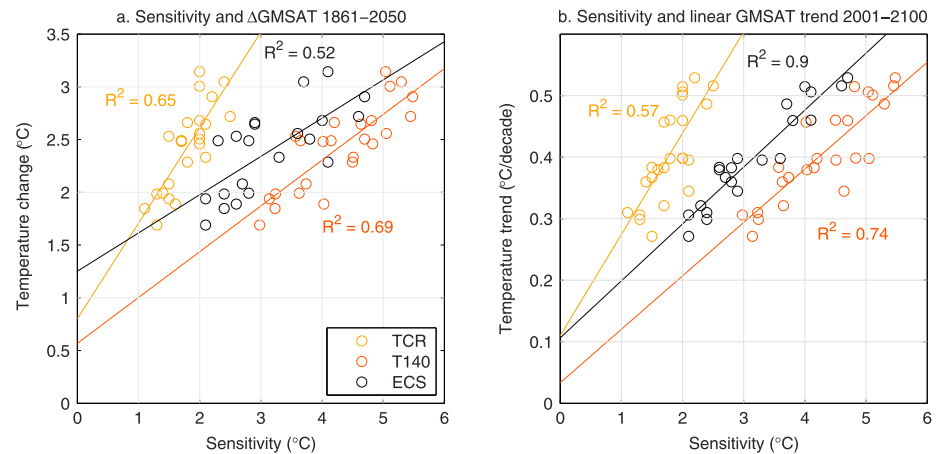 a. Sensitivity and ΔGMSAT 1861–2050
3.5
3
2.5
2
1.5
1
0.5
0
0 1 2 3 4 5 6
Temperature change (°C)
Sensitivity (°C)
R² = 0.65
R² = 0.52
R² = 0.69
TCR
T140
ECS
b. Sensitivity and linear GMSAT trend 2001–2100
0.5
0.4
0.3
0.2
0.1
0
0 1 2 3 4 5 6
Temperature trend (°C/decade)
Sensitivity (°C)
R² = 0.57
R² = 0.9
R² = 0.74